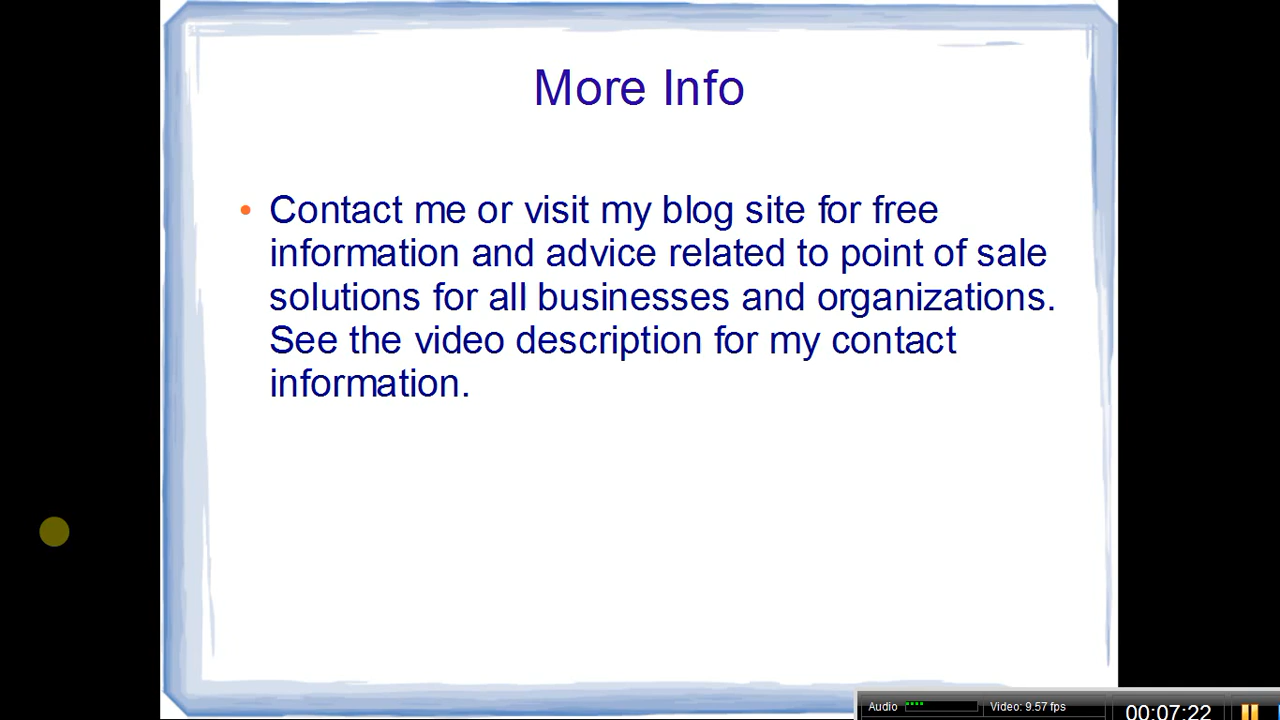 More Info
• Contact me or visit my blog site for free
information and advice related to point of sale
solutions for all businesses and organizations.
See the video description for my contact
information.
Audio Video: 9.57 fps 00:07:22